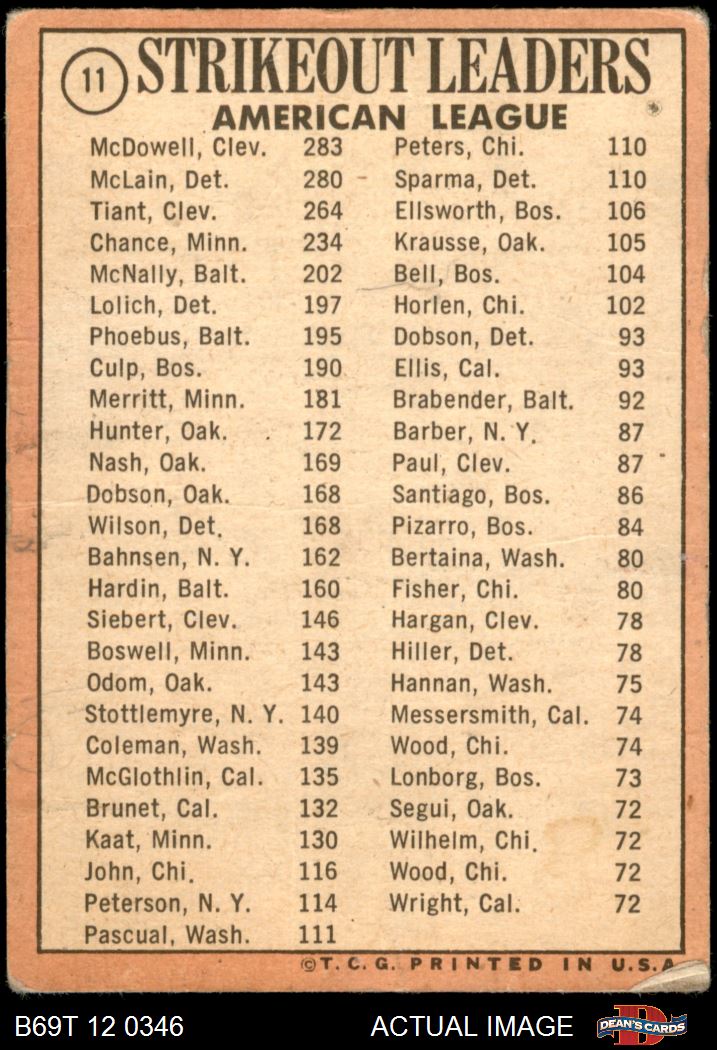 11
STRIKEOUT LEADERS
AMERICAN LEAGUE
McDowell, Clev. 283
McLain, Det. 280
Tiant, Clev. 264
Chance, Minn. 234
McNally, Balt. 202
Lolich, Det. 197
Phoebus, Balt. 195
Culp, Bos. 190
Merritt, Minn. 181
Hunter, Oak. 172
Nash, Oak. 169
Dobson, Oak. 168
Wilson, Det. 168
Bahnsen, N. Y. 162
Hardin, Balt. 160
Siebert, Clev. 146
Boswell, Minn. 143
Odom, Oak. 143
Stottlemyre, N. Y. 140
Coleman, Wash. 139
McGlothlin, Cal. 135
Brunet, Cal. 132
Kaat, Minn. 130
John, Chi. 116
Peterson, N. Y. 114
Pascual, Wash. 111
Peters, Chi. 110
Sparma, Det. 110
Ellsworth, Bos. 106
Krausse, Oak. 105
Bell, Bos. 104
Horlen, Chi. 102
Dobson, Det. 93
Ellis, Cal. 93
Brabender, Balt. 92
Barber, N. Y. 87
Paul, Clev. 87
Santiago, Bos. 86
Pizarro, Bos. 84
Bertaina, Wash. 80
Fisher, Chi. 80
Hargan, Clev. 78
Hiller, Det. 78
Hannan, Wash. 75
Messersmith, Cal. 74
Wood, Chi. 74
Lonborg, Bos. 73
Segui, Oak. 72
Wilhelm, Chi. 72
Wood, Chi. 72
Wright, Cal. 72
©T. C. G. PRINTED IN U.S.A
B69T 12 0346 ACTUAL IMAGE
D
DEAN'S CARDS